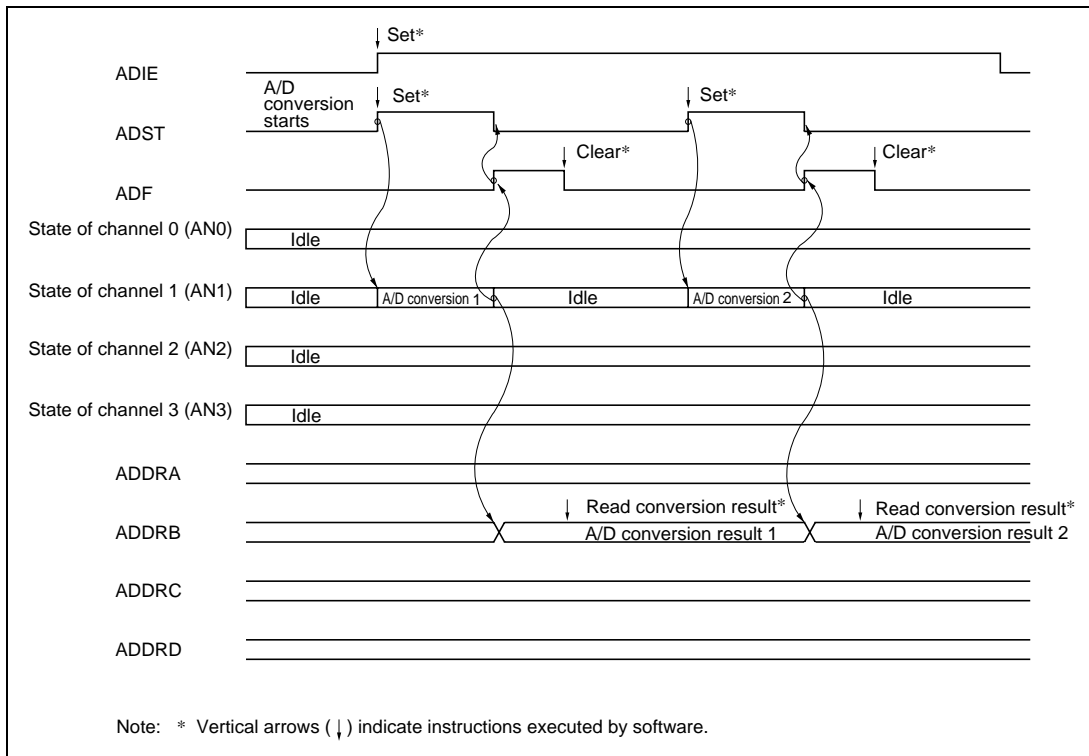 Set*
ADIE
A/D
conversion
starts
Set*
Set*
ADST
Clear*
Clear*
ADF
State of channel 0 (AN0)
Idle
State of channel 1 (AN1)
Idle
A/D conversion 1
Idle
A/D conversion 2
Idle
State of channel 2 (AN2)
Idle
State of channel 3 (AN3)
Idle
ADDRA
Read conversion result*
Read conversion result*
ADDRB
A/D conversion result 1
A/D conversion result 2
ADDRC
ADDRD
Note: * Vertical arrows (↓) indicate instructions executed by software.